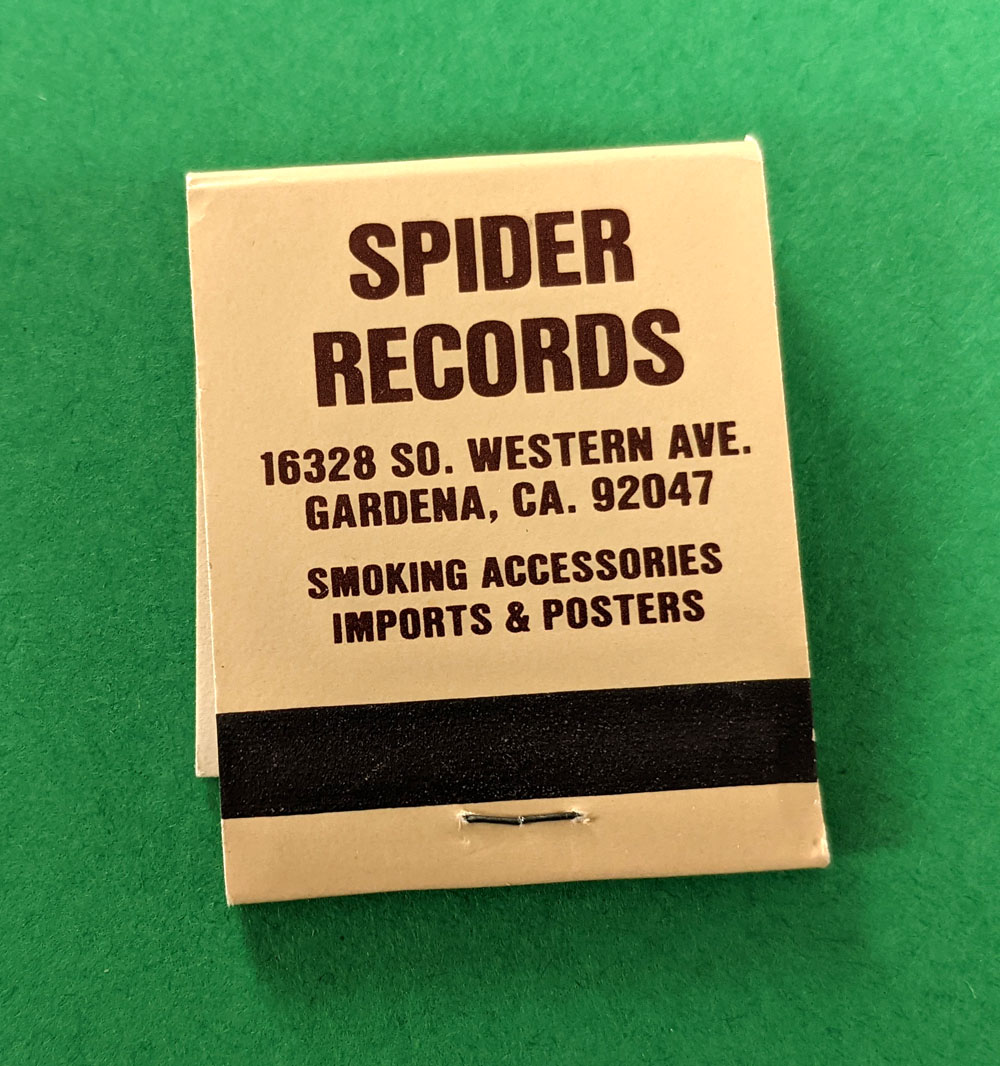 SPIDER
RECORDS
16328 SO. WESTERN AVE.
GARDENA, CA. 92047
SMOKING ACCESSORIES
IMPORTS & POSTERS